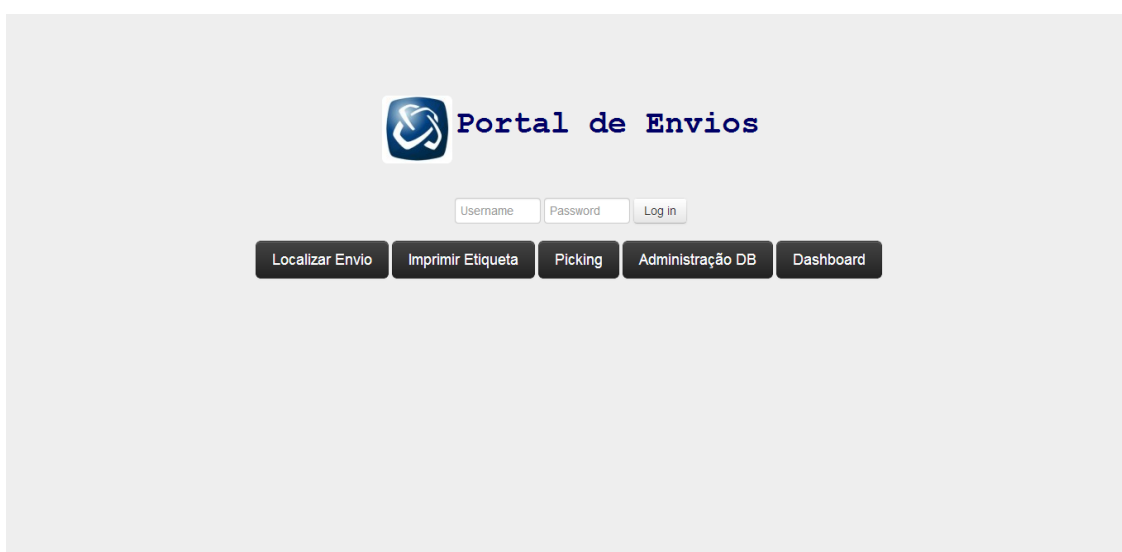 Portal de Envios
Username Password Log in
Localizar Envio Imprimir Etiqueta Picking Administração DB Dashboard